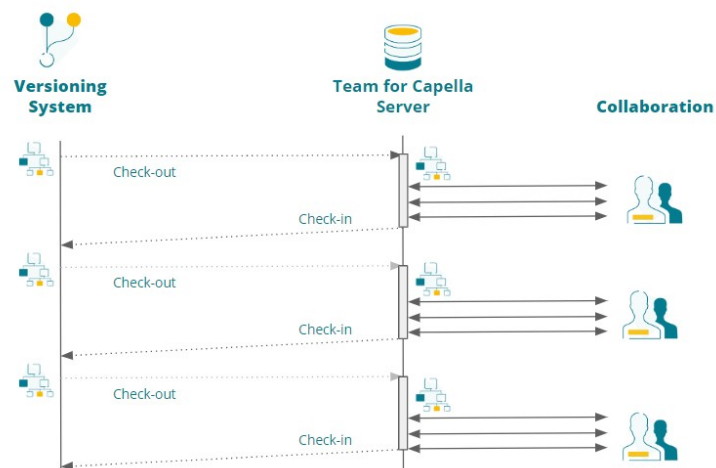 Versioning
System
Team for Capella
Server
Collaboration
Check-out
Check-in
Check-out
Check-in
Check-out
Check-in